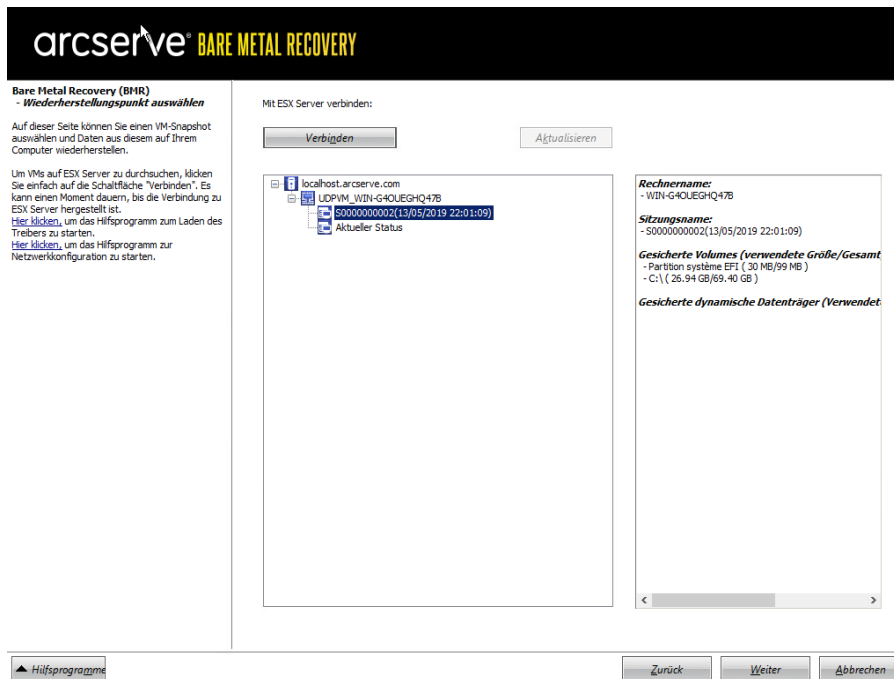 arcserve® BARE METAL RECOVERY
Bare Metal Recovery (BMR)
- Wiederherstellungspunkt auswählen
Auf dieser Seite können Sie einen VM-Snapshot
auswählen und Daten aus diesem auf Ihrem
Computer wiederherstellen.
Um VMs auf ESX Server zu durchsuchen, klicken
Sie einfach auf die Schaltfläche "Verbinden". Es
kann einen Moment dauern, bis die Verbindung zu
ESX Server hergestellt ist.
Hier klicken, um das Hilfsprogramm zum Laden des
Treibers zu starten.
Hier klicken, um das Hilfsprogramm zur
Netzwerkkonfiguration zu starten.
Mit ESX Server verbinden:
Verbinden
Aktualisieren
localhost.arcserve.com
UDPVM_WIN-G4OUEGHQ47B
S0000000002(13/05/2019 22:01:09)
Aktueller Status
Rechnername:
- WIN-G4OUEGHQ47B
Sitzungsname:
- S0000000002(13/05/2019 22:01:09)
Gesicherte Volumes (verwendete Größe/Gesamt
- Partition système EFI ( 30 MB/99 MB )
- C:\ ( 26.94 GB/69.40 GB )
Gesicherte dynamische Datenträger (Verwendet
Hilfsprogramme
Zurück
Weiter
Abbrechen